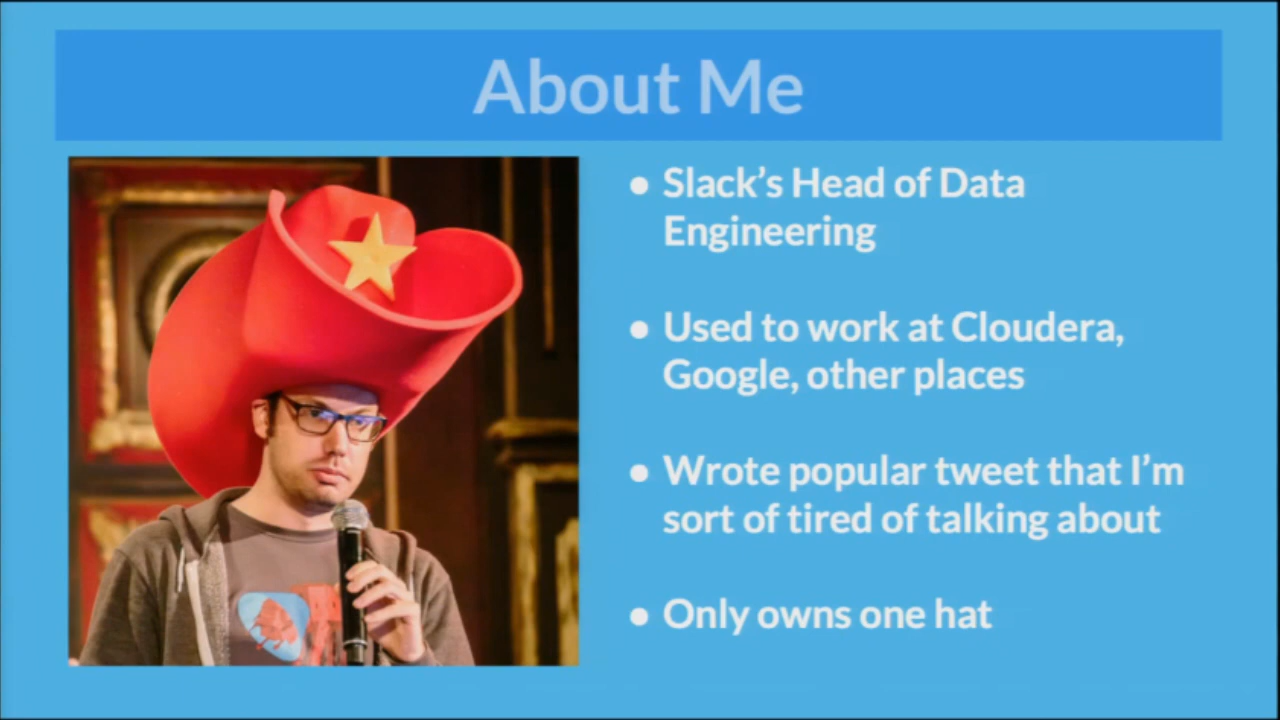 About Me
• Slack’s Head of Data
Engineering
• Used to work at Cloudera,
Google, other places
• Wrote popular tweet that I’m
sort of tired of talking about
• Only owns one hat